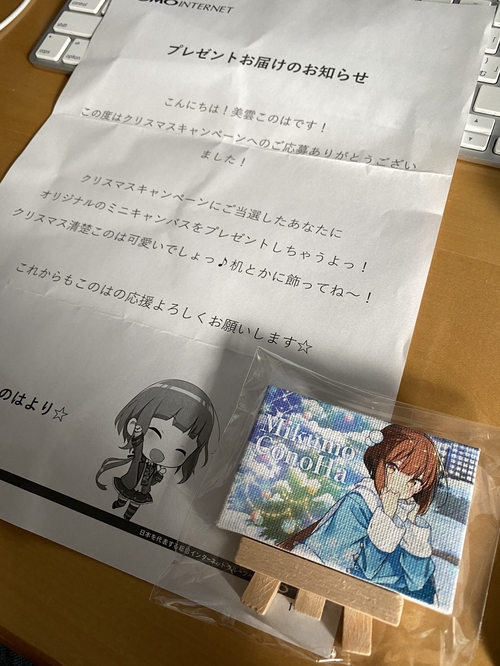 INTERNET
プレゼントお届けのお知らせ
こんにちは！美雲このはです！
この度はクリスマスキャンペーンへのご応募ありがとうござい
ました！
クリスマスキャンペーンにご当選したあなたに
オリジナルのミニキャンバスをプレゼントしちゃうよっ！
クリスマス清楚このは可愛いでしょっ♪机とかに飾ってね〜！
これからもこのはの応援よろしくお願いします☆
のはより☆
日本を代表する総合インターネットグループ
Mikumo
ConoHa
control
option